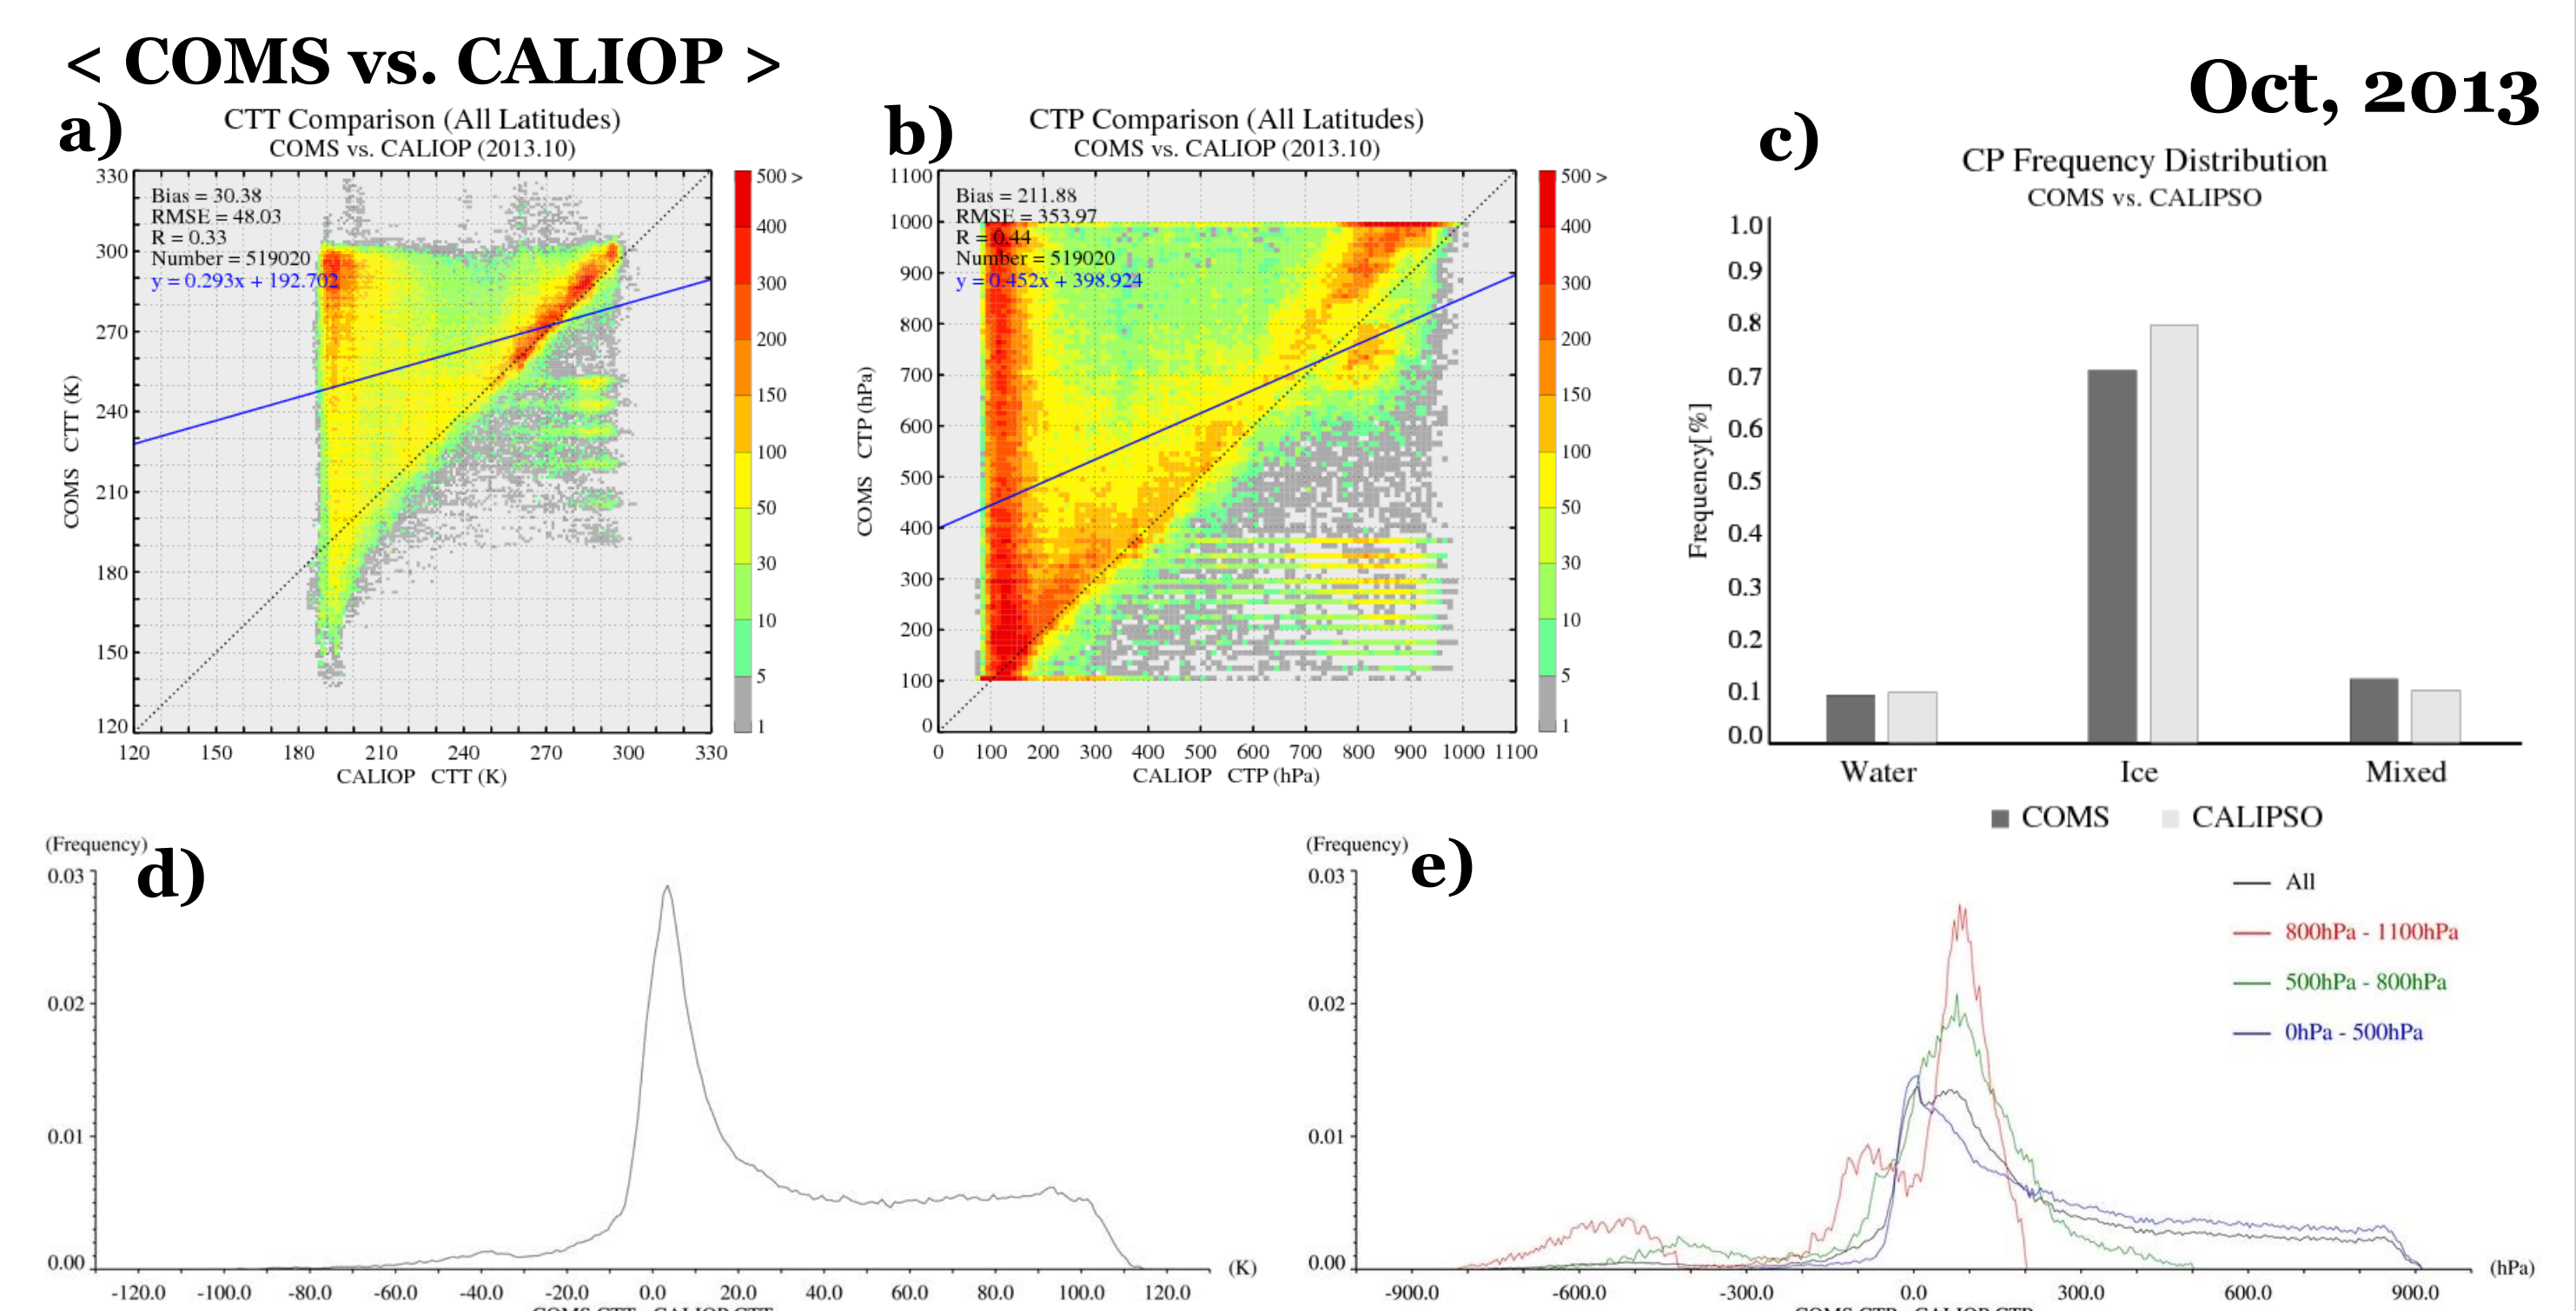 < COMS vs. CALIOP >
Oct, 2013
a)
CTT Comparison (All Latitudes)
COMS vs. CALIOP (2013.10)
Bias = 30.38
RMSE = 48.03
R = 0.33
Number = 519020
y = 0.293x + 192.702
330
300
270
240
210
180
150
120
COMS CTT (K)
120 150 180 210 240 270 300 330
CALIOP CTT (K)
500 >
400
300
200
150
100
50
30
10
5
1
b)
CTP Comparison (All Latitudes)
COMS vs. CALIOP (2013.10)
Bias = 211.88
RMSE = 353.97
R = 0.44
Number = 519020
y = 0.452x + 398.924
1100
1000
900
800
700
600
500
400
300
200
100
0
COMS CTP (hPa)
0 100 200 300 400 500 600 700 800 900 1000 1100
CALIOP CTP (hPa)
500 >
400
300
200
150
100
50
30
10
5
1
c)
CP Frequency Distribution
COMS vs. CALIPSO
1.0
0.9
0.8
0.7
0.6
0.5
0.4
0.3
0.2
0.1
0.0
Frequency[%]
Water Ice Mixed
COMS CALIPSO
(Frequency)
d)
0.03
0.02
0.01
0.00
(K)
-120.0 -100.0 -80.0 -60.0 -40.0 -20.0 0.0 20.0 40.0 60.0 80.0 100.0 120.0
COMS CTT - CALIOP CTT
(Frequency)
e)
0.03
0.02
0.01
0.00
All
800hPa - 1100hPa
500hPa - 800hPa
0hPa - 500hPa
(hPa)
-900.0 -600.0 -300.0 0.0 300.0 600.0 900.0
COMS CTP - CALIOP CTP